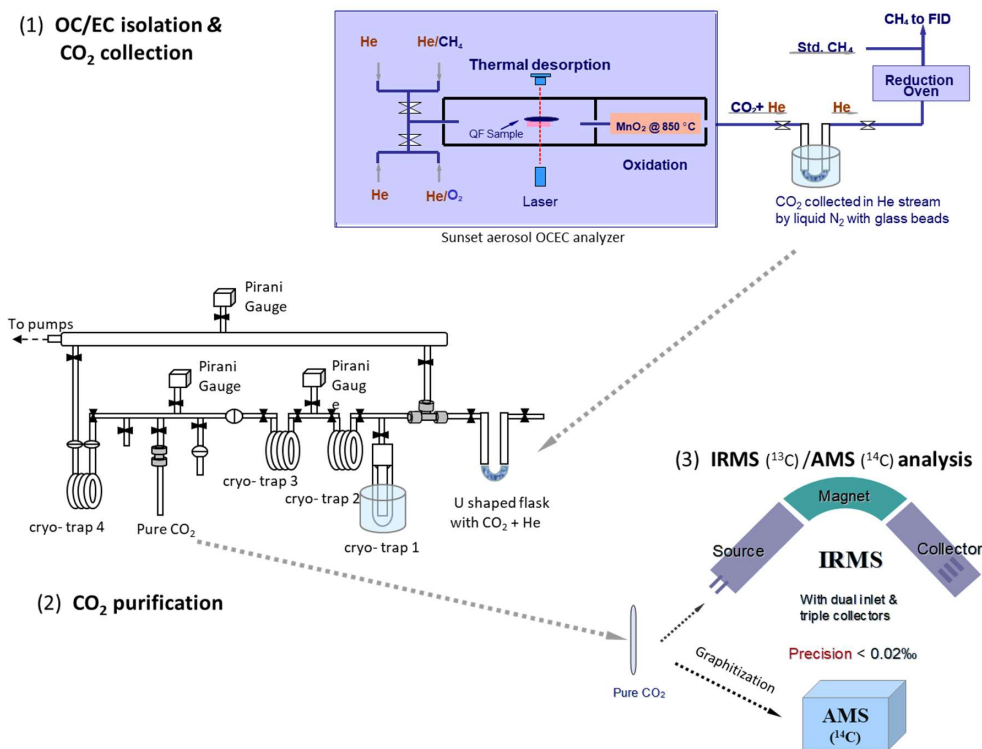 (1) OC/EC isolation &
CO₂ collection
He
He/CH₄
Thermal desorption
QF Sample
MnO₂ @ 850 °C
Oxidation
He
He/O₂
Laser
Sunset aerosol OCEC analyzer
CH₄ to FID
Std. CH₄
Reduction
Oven
CO₂+ He
He
CO₂ collected in He stream
by liquid N₂ with glass beads
Pirani
Gauge
To pumps
Pirani
Gauge
Pirani
Gaug
e
cryo- trap 3
cryo- trap 2
cryo- trap 4
Pure CO₂
cryo- trap 1
U shaped flask
with CO₂ + He
(2) CO₂ purification
(3) IRMS (¹³C) /AMS (¹⁴C) analysis
Magnet
Source
Collector
IRMS
With dual inlet &
triple collectors
Precision < 0.02‰
Graphitization
Pure CO₂
AMS
(¹⁴C)